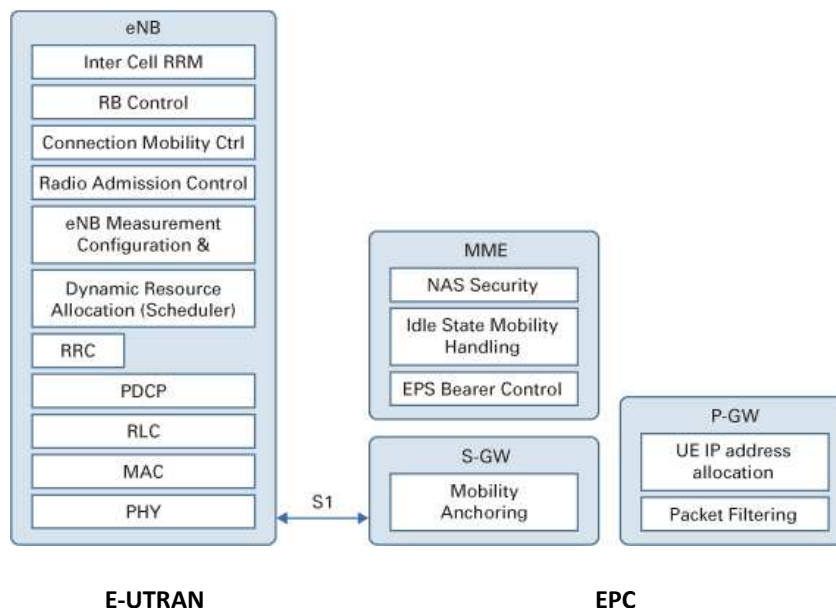 eNB
Inter Cell RRM
RB Control
Connection Mobility Ctrl
Radio Admission Control
eNB Measurement
Configuration &
Dynamic Resource
Allocation (Scheduler)
RRC
PDCP
RLC
MAC
PHY
S1
MME
NAS Security
Idle State Mobility
Handling
EPS Bearer Control
S-GW
Mobility
Anchoring
P-GW
UE IP address
allocation
Packet Filtering
E-UTRAN
EPC